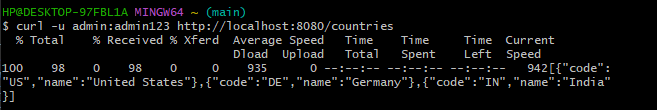 HP@DESKTOP-97FBL1A MINGW64 ~ (main)
$ curl -u admin:admin123 http://localhost:8080/countries
  % Total    % Received % Xferd  Average Speed   Time    Time     Time  Current
                                 Dload  Upload   Total   Spent    Left  Speed
100    98    0    98    0     0    935      0 --:--:-- --:--:-- --:--:--   942[{"code":
"US","name":"United States"},{"code":"DE","name":"Germany"},{"code":"IN","name":"India"
}]